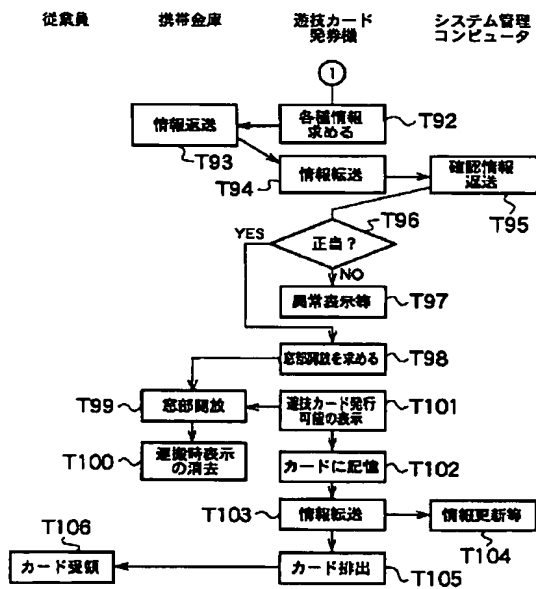 従業員 携帯金庫 遊技カード システム管理
発券機 コンピュータ
1
各種情報
求める
T92
情報返送
T93
情報転送
T94
確認情報
返送
T95
正当?
T96
YES
NO
異常表示等
T97
窓部開放を求める
T98
窓部開放
T99
遊技カード発行
可能の表示
T101
運搬時表示
の消去
T100
カードに記憶
T102
情報転送
T103
情報更新等
T104
カード排出
T105
カード受領
T106